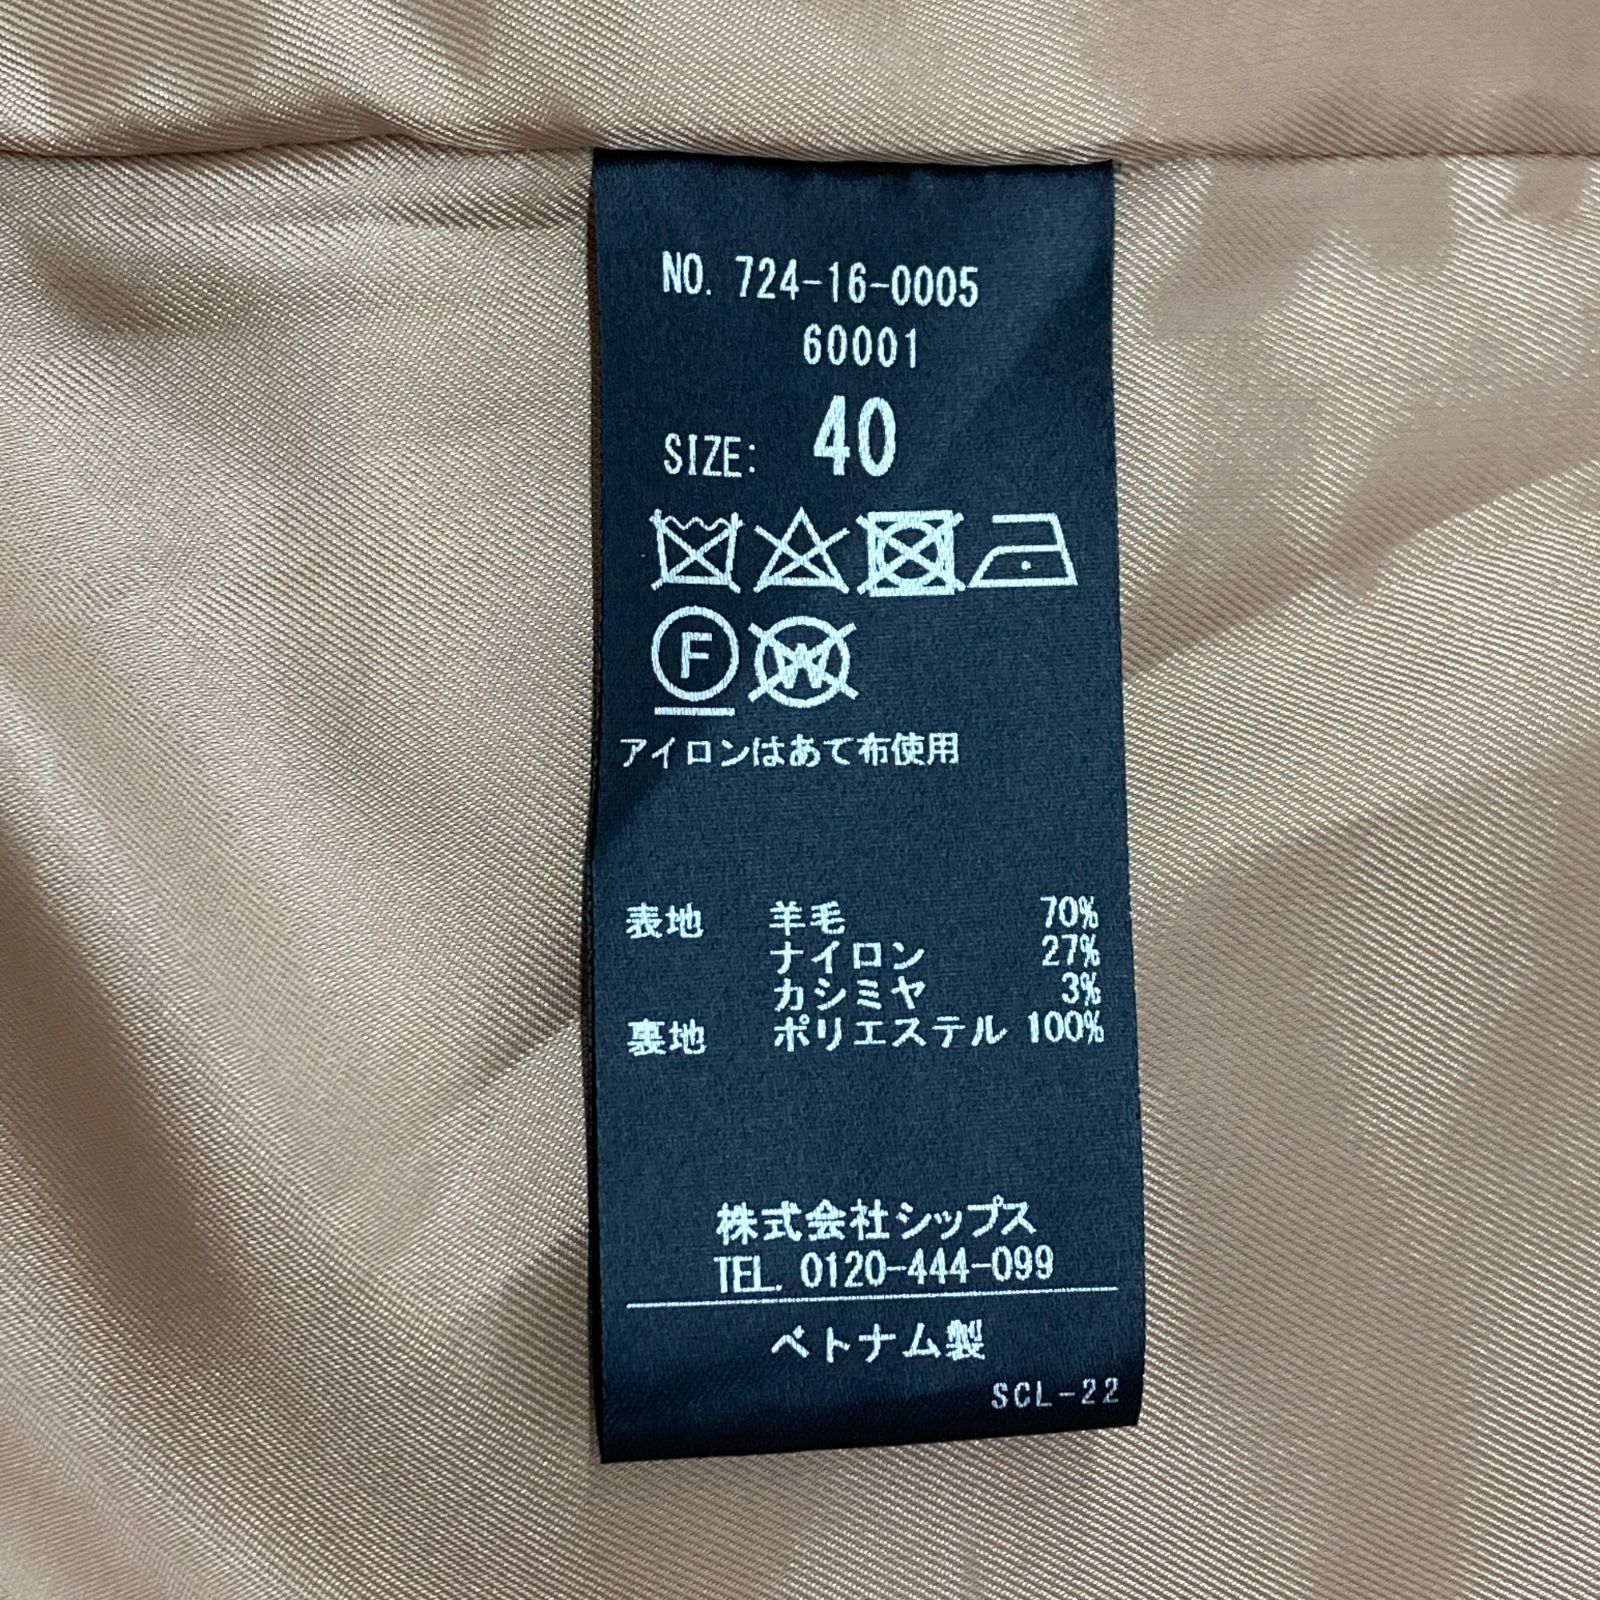 NO. 724-16-0005
60001
SIZE: 40
F W
アイロンはあて布使用
表地 羊毛 70%
ナイロン 27%
カシミヤ 3%
裏地 ポリエステル 100%
株式会社シップス
TEL. 0120-444-099
ベトナム製
SCL-22